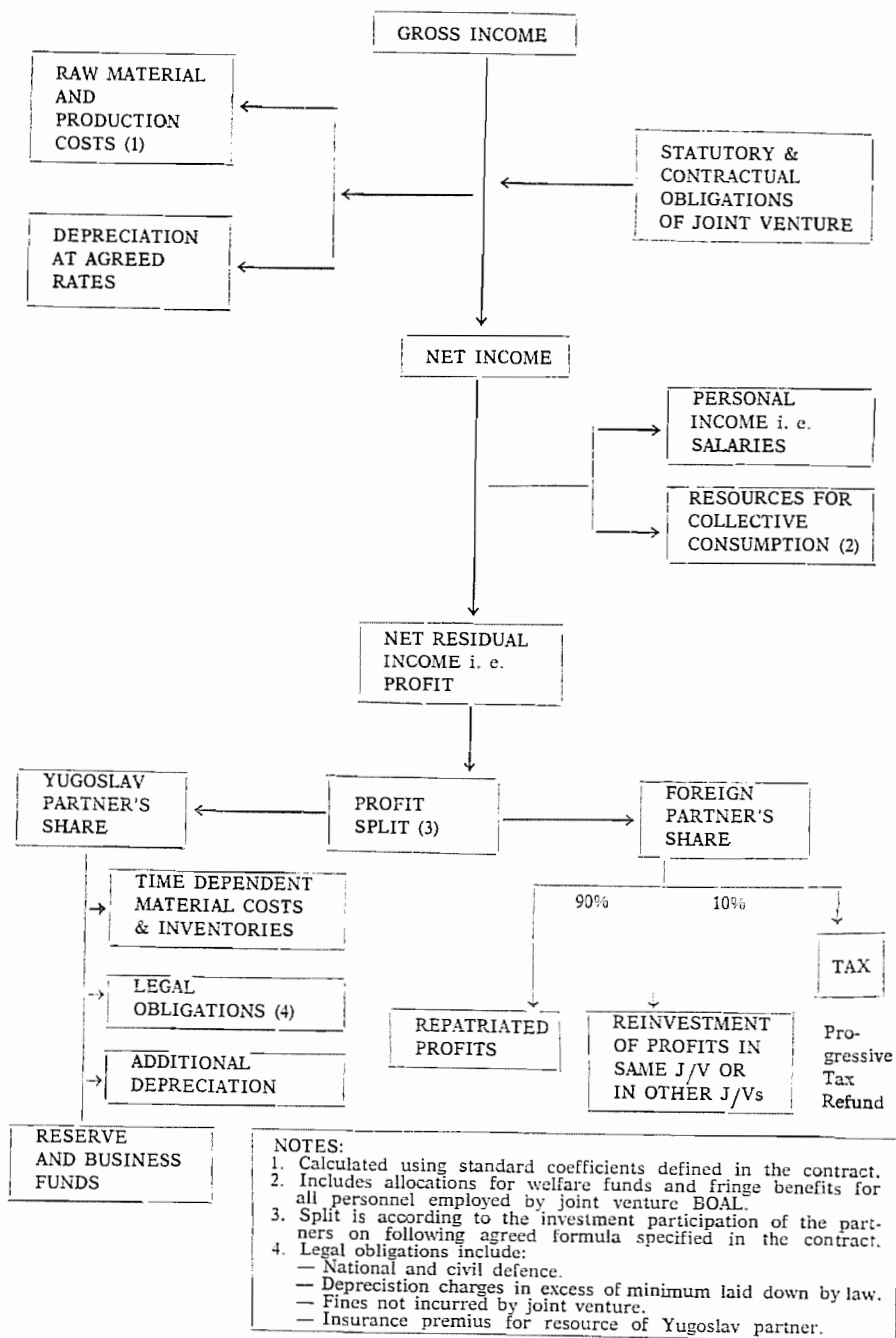 GROSS INCOME
RAW MATERIAL
AND
PRODUCTION
COSTS (1)
STATUTORY &
CONTRACTUAL
OBLIGATIONS
OF JOINT VENTURE
DEPRECIATION
AT AGREED
RATES
NET INCOME
PERSONAL
INCOME i. e.
SALARIES
RESOURCES FOR
COLLECTIVE
CONSUMPTION (2)
NET RESIDUAL
INCOME i. e.
PROFIT
YUGOSLAV
PARTNER'S
SHARE
PROFIT
SPLIT (3)
FOREIGN
PARTNER'S
SHARE
TIME DEPENDENT
MATERIAL COSTS
& INVENTORIES
90%
10%
TAX
LEGAL
OBLIGATIONS (4)
REPATRIATED
PROFITS
REINVESTMENT
OF PROFITS IN
SAME J/V OR
IN OTHER J/Vs
Pro-
gressive
Tax
Refund
ADDITIONAL
DEPRECIATION
RESERVE
AND BUSINESS
FUNDS
NOTES:
1. Calculated using standard coefficients defined in the contract.
2. Includes allocations for welfare funds and fringe benefits for
all personnel employed by joint venture BOAL.
3. Split is according to the investment participation of the part-
ners on following agreed formula specified in the contract.
4. Legal obligations include:
— National and civil defence.
— Deprecistion charges in excess of minimum laid down by law.
— Fines not incurred by joint venture.
— Insurance premius for resource of Yugoslav partner.